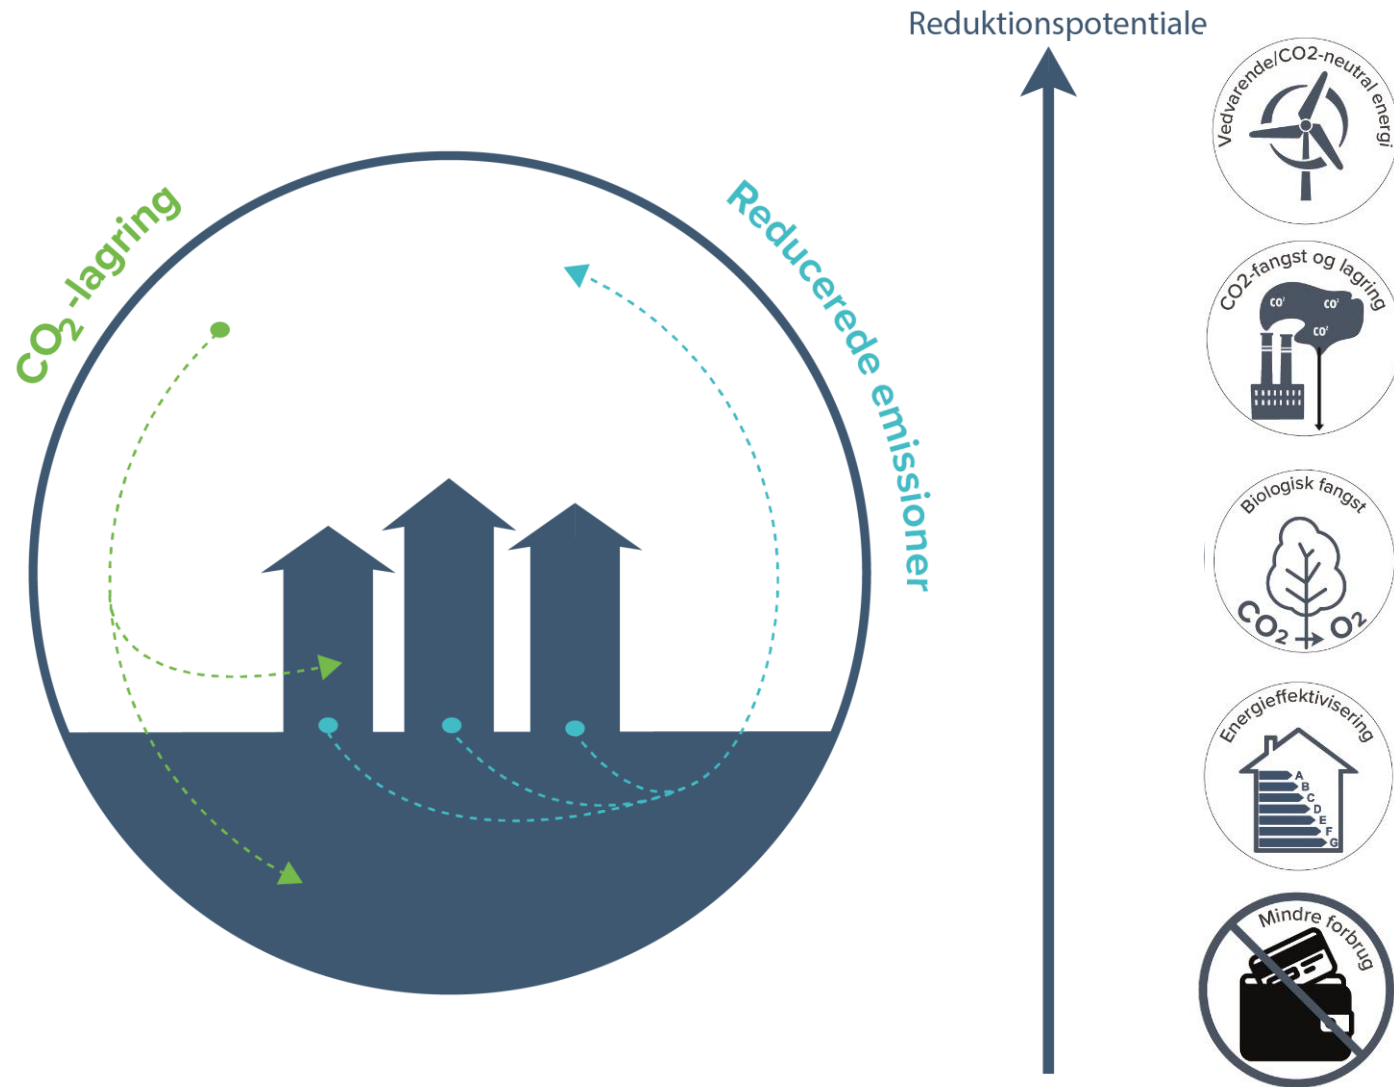 Reduktionspotentiale
CO₂-lagring
Reducerede emissioner
Vedvarende/CO2-neutral energi
CO2-fangst og lagring
CO²
CO²
CO²
Biologisk fangst
CO₂ → O₂
Energieffektivisering
A
B
C
D
E
F
G
Mindre forbrug